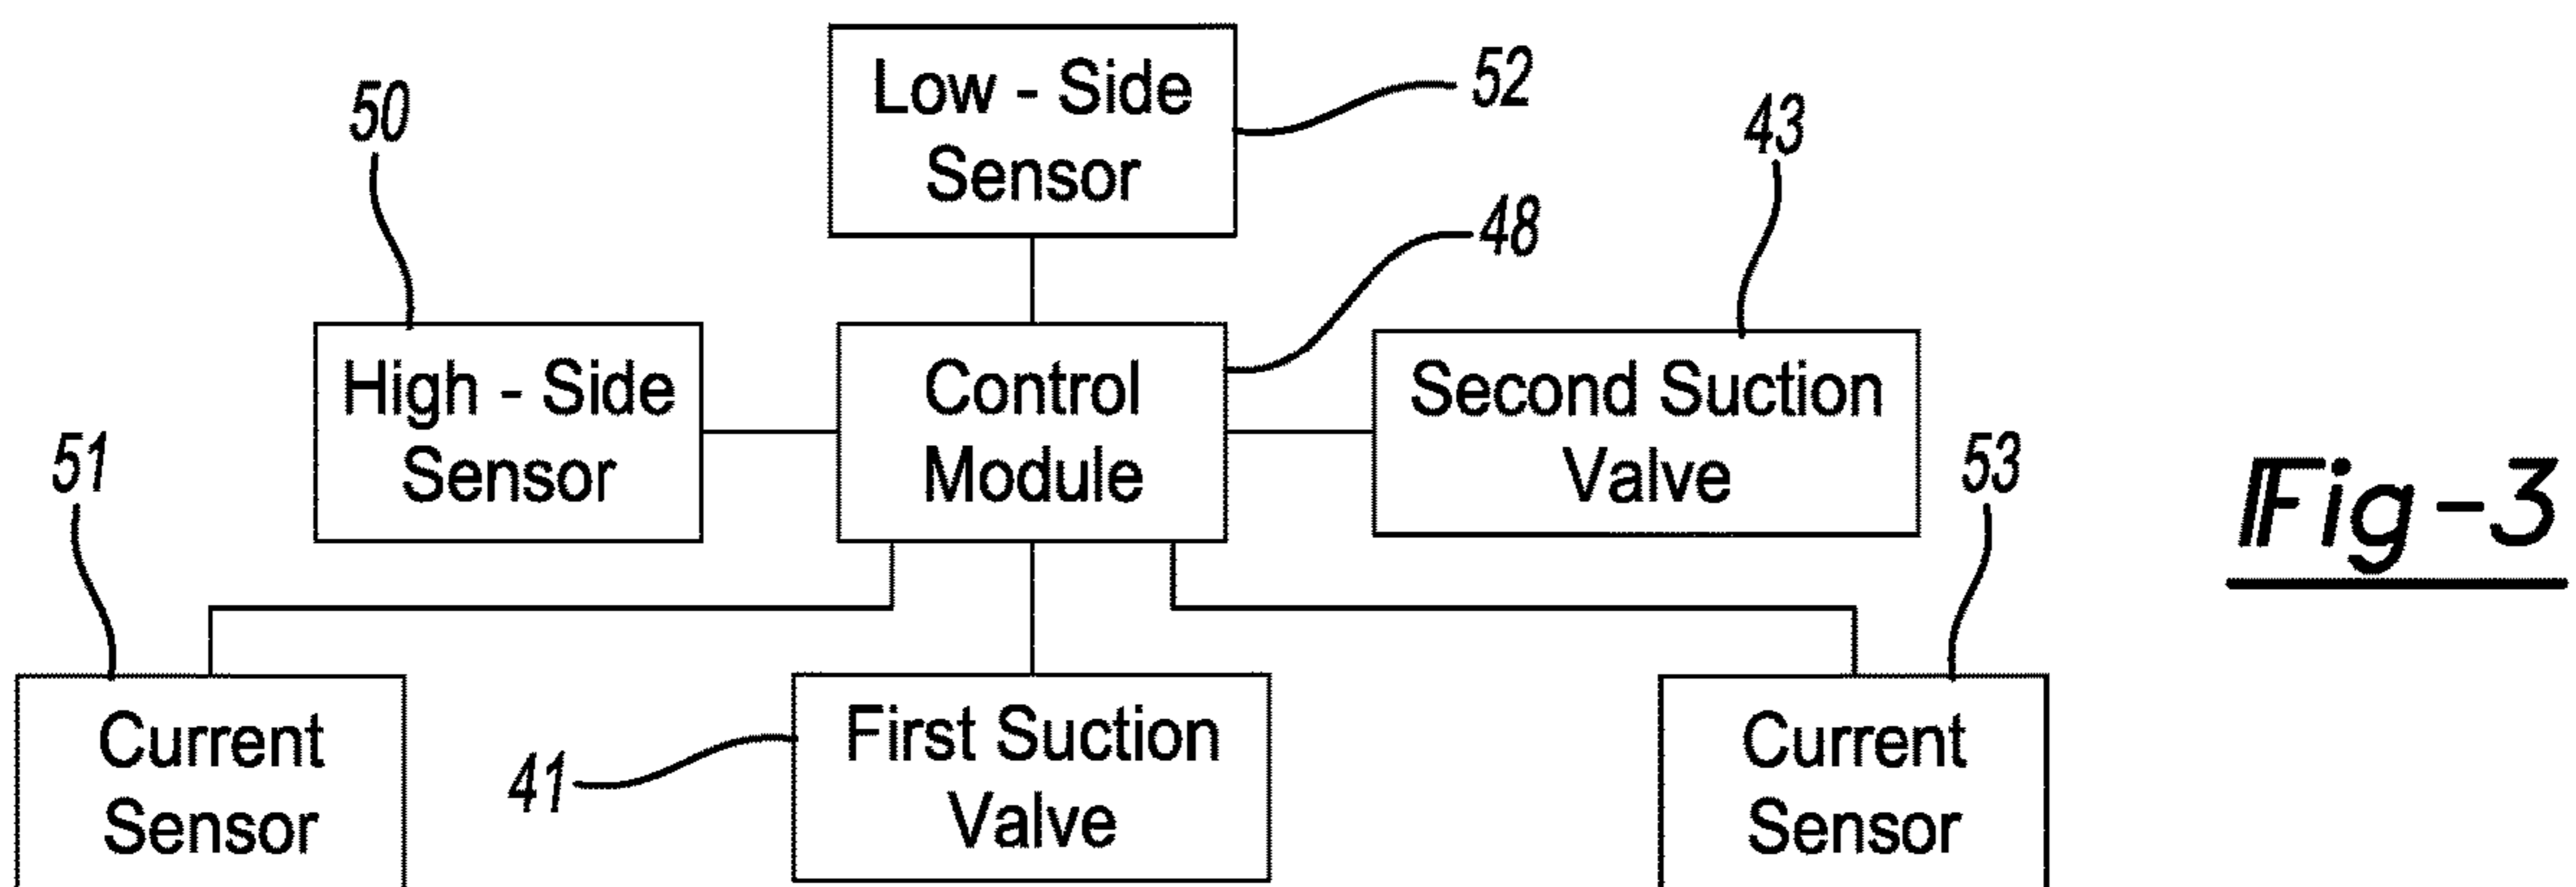 52
Low - Side
Sensor
50
43
48
High - Side
Sensor
Control
Module
Second Suction
Valve
51
53
Fig-3
Current
Sensor
41
First Suction
Valve
Current
Sensor